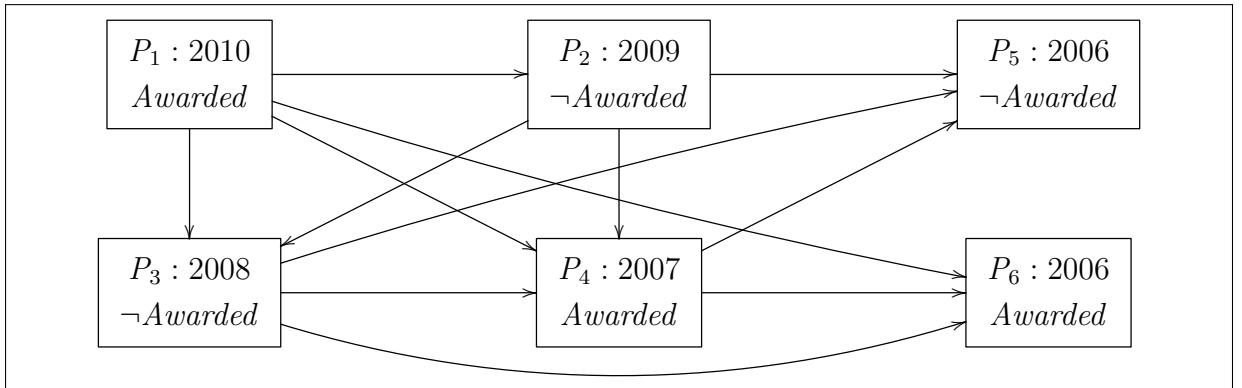 P₁ : 2010
Awarded
P₂ : 2009
¬Awarded
P₅ : 2006
¬Awarded
P₃ : 2008
¬Awarded
P₄ : 2007
Awarded
P₆ : 2006
Awarded